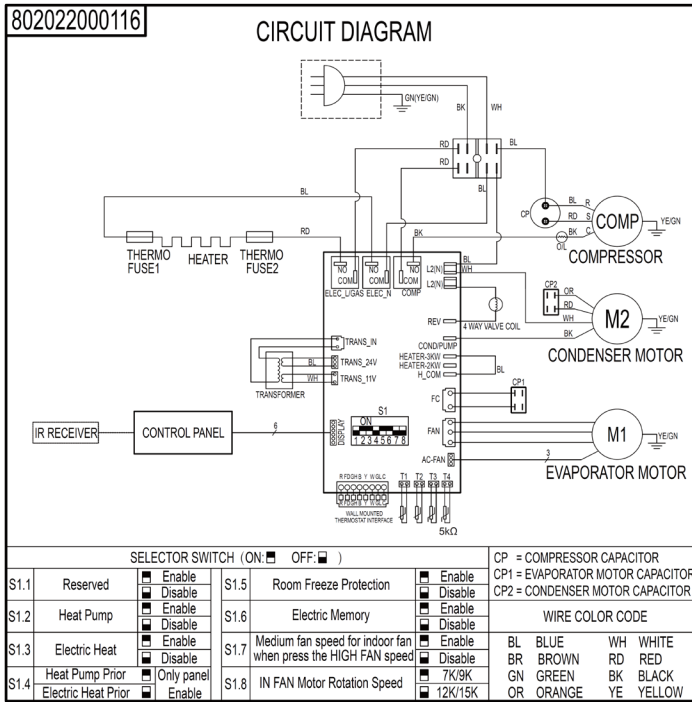 802022000116
CIRCUIT DIAGRAM
GN(YE/GN)
BK
WH
RD
BL
RD
BL
BL
BL
R
CP
RD
S
COMP
YE/GN
BK
C
O/L
COMPRESSOR
RD
BK
THERMO
FUSE1
HEATER
THERMO
FUSE2
NO
NO
NO
COM
COM
COM
ELEC_L/GAS
ELEC_N
COMP
BL
L2(N)
WH
L2(N)
CP2
OR
RD
WH
M2
YE/GN
BK
CONDENSER MOTOR
REV
4 WAY VALVE COIL
TRANS_IN
COND/PUMP
HEATER-3KW
HEATER-2KW
H_COM
BL
TRANS_24V
BL
WH
TRANS_11V
TRANSFORMER
CP1
FC
S1
ON
1 2 3 4 5 6 7 8
IR RECEIVER
CONTROL PANEL
6
DISPLAY
FAN
M1
YE/GN
AC-FAN
3
EVAPORATOR MOTOR
R FDGH B Y W GL C
R FDGH B Y W GL C
T1 T2 T3 T4
WALL MOUNTED
THERMOSTAT INTERFACE
5kΩ
SELECTOR SWITCH (ON: OFF: )
S1.1 Reserved Enable
Disable
S1.2 Heat Pump Enable
Disable
S1.3 Electric Heat Enable
Disable
S1.4 Heat Pump Prior Only panel
Electric Heat Prior Enable
S1.5 Room Freeze Protection Enable
Disable
S1.6 Electric Memory Enable
Disable
S1.7 Medium fan speed for indoor fan Enable
when press the HIGH FAN speed Disable
S1.8 IN FAN Motor Rotation Speed 7K/9K
12K/15K
CP = COMPRESSOR CAPACITOR
CP1 = EVAPORATOR MOTOR CAPACITOR
CP2 = CONDENSER MOTOR CAPACITOR
WIRE COLOR CODE
BL BLUE WH WHITE
BR BROWN RD RED
GN GREEN BK BLACK
OR ORANGE YE YELLOW